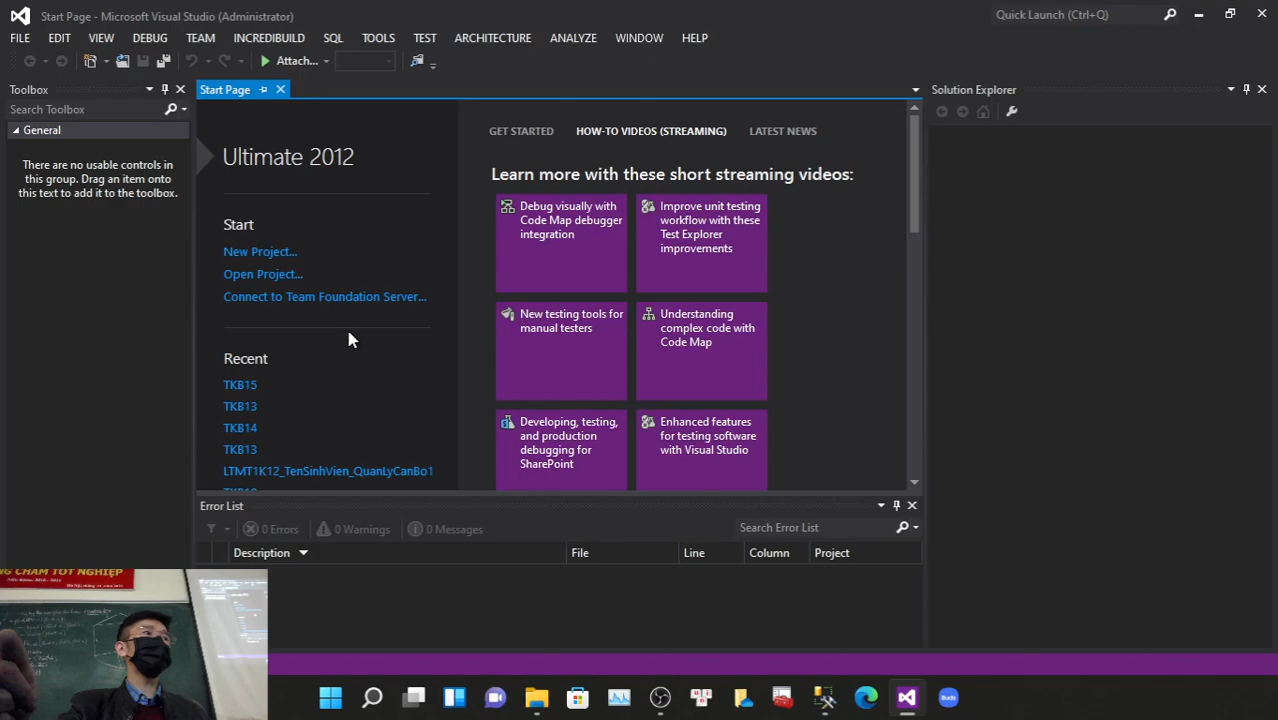 Start Page - Microsoft Visual Studio (Administrator)
Quick Launch (Ctrl+Q)
FILE EDIT VIEW DEBUG TEAM INCREDIBUILD SQL TOOLS TEST ARCHITECTURE ANALYZE WINDOW HELP
Attach...
Toolbox
Search Toolbox
General
There are no usable controls in
this group. Drag an item onto
this text to add it to the toolbox.
Start Page
Ultimate 2012
Start
New Project...
Open Project...
Connect to Team Foundation Server...
Recent
TKB15
TKB13
TKB14
TKB13
LTMT1K12_TenSinhVien_QuanLyCanBo1
GET STARTED HOW-TO VIDEOS (STREAMING) LATEST NEWS
Learn more with these short streaming videos:
Debug visually with
Code Map debugger
integration
Improve unit testing
workflow with these
Test Explorer
improvements
New testing tools for
manual testers
Understanding
complex code with
Code Map
Developing, testing,
and production
debugging for
SharePoint
Enhanced features
for testing software
with Visual Studio
Solution Explorer
Error List
0 Errors 0 Warnings 0 Messages
Search Error List
Description File Line Column Project
NG CHẤM TỐT NGHIỆP